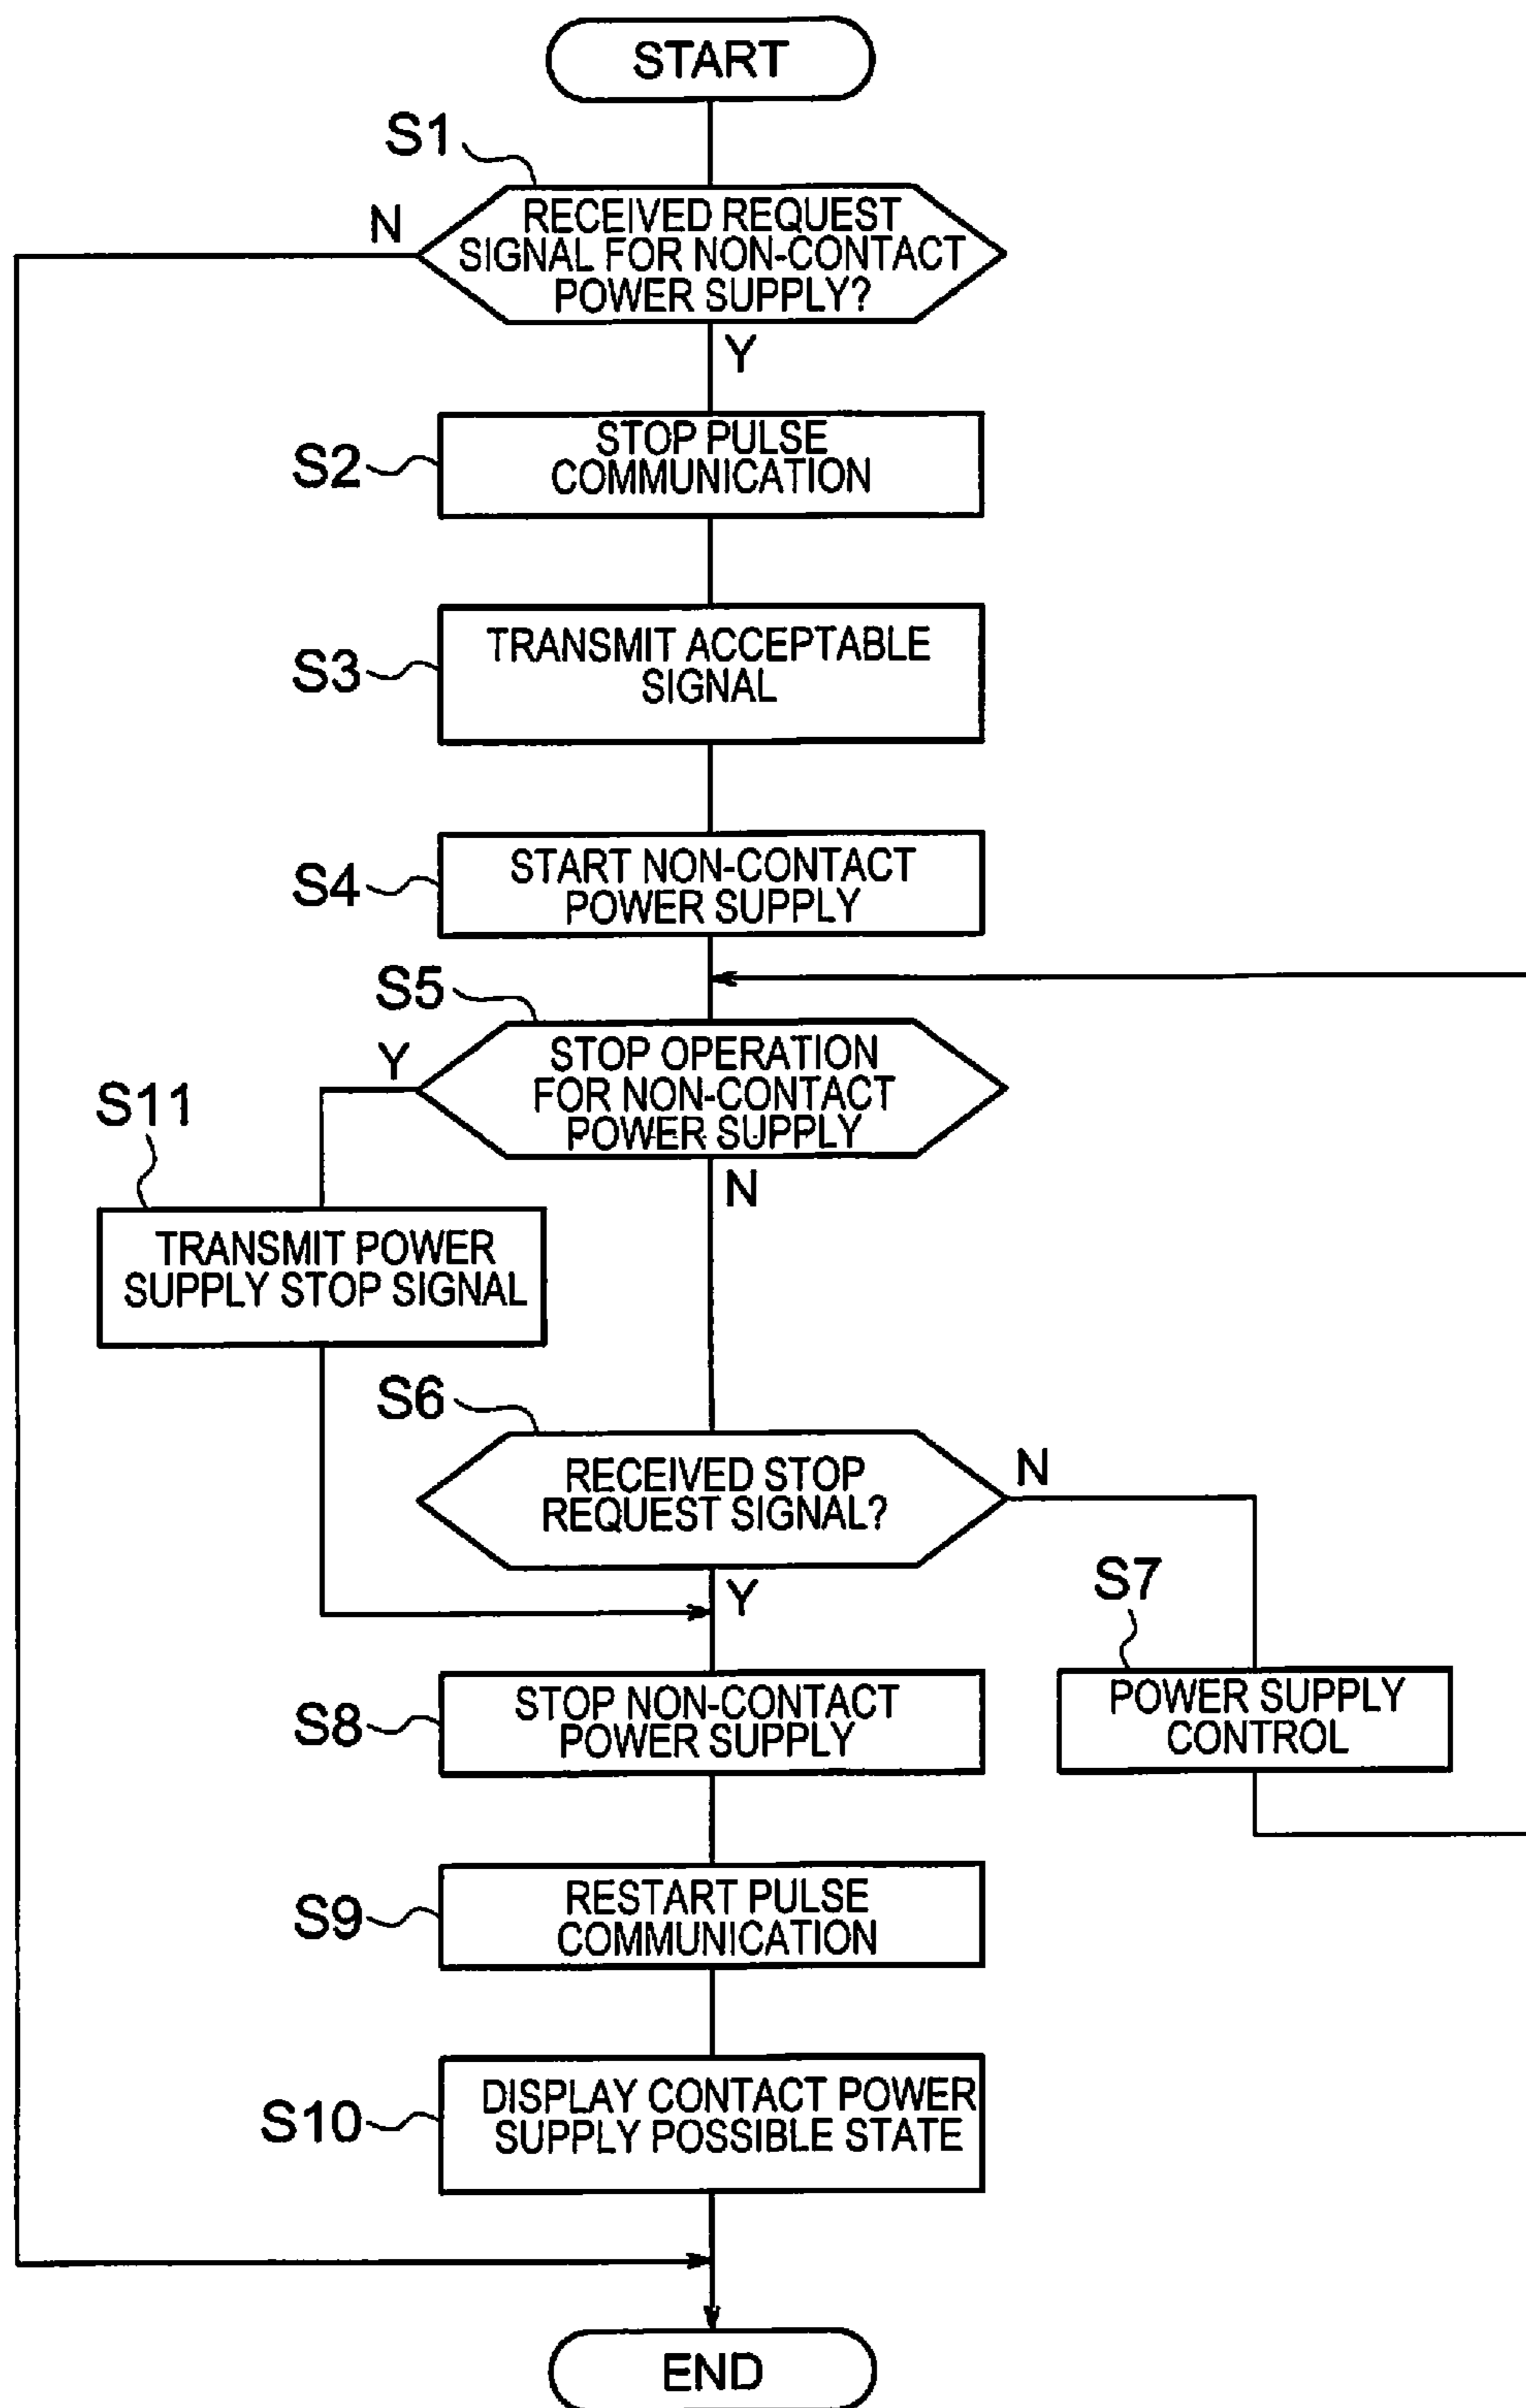 START
S1
N
RECEIVED REQUEST
SIGNAL FOR NON-CONTACT
POWER SUPPLY?
Y
S2
STOP PULSE
COMMUNICATION
S3
TRANSMIT ACCEPTABLE
SIGNAL
S4
START NON-CONTACT
POWER SUPPLY
S5
Y
STOP OPERATION
FOR NON-CONTACT
POWER SUPPLY
N
S11
TRANSMIT POWER
SUPPLY STOP SIGNAL
S6
RECEIVED STOP
REQUEST SIGNAL?
N
Y
S7
POWER SUPPLY
CONTROL
S8
STOP NON-CONTACT
POWER SUPPLY
S9
RESTART PULSE
COMMUNICATION
S10
DISPLAY CONTACT POWER
SUPPLY POSSIBLE STATE
END